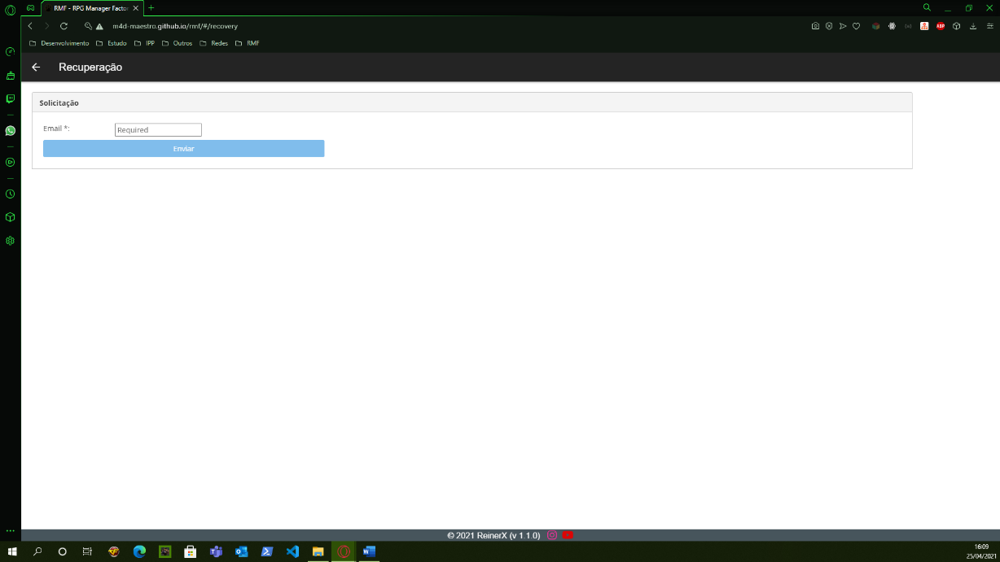 RMF - RPG Manager Factor
m4d-maestro.github.io/rmf/#/recovery
ABP
Desenvolvimento Estudo IPP Outros Redes RMF
Recuperação
Solicitação
Email *: Required
Enviar
© 2021 ReinerX (v 1.1.0)
16:09
25/04/2021